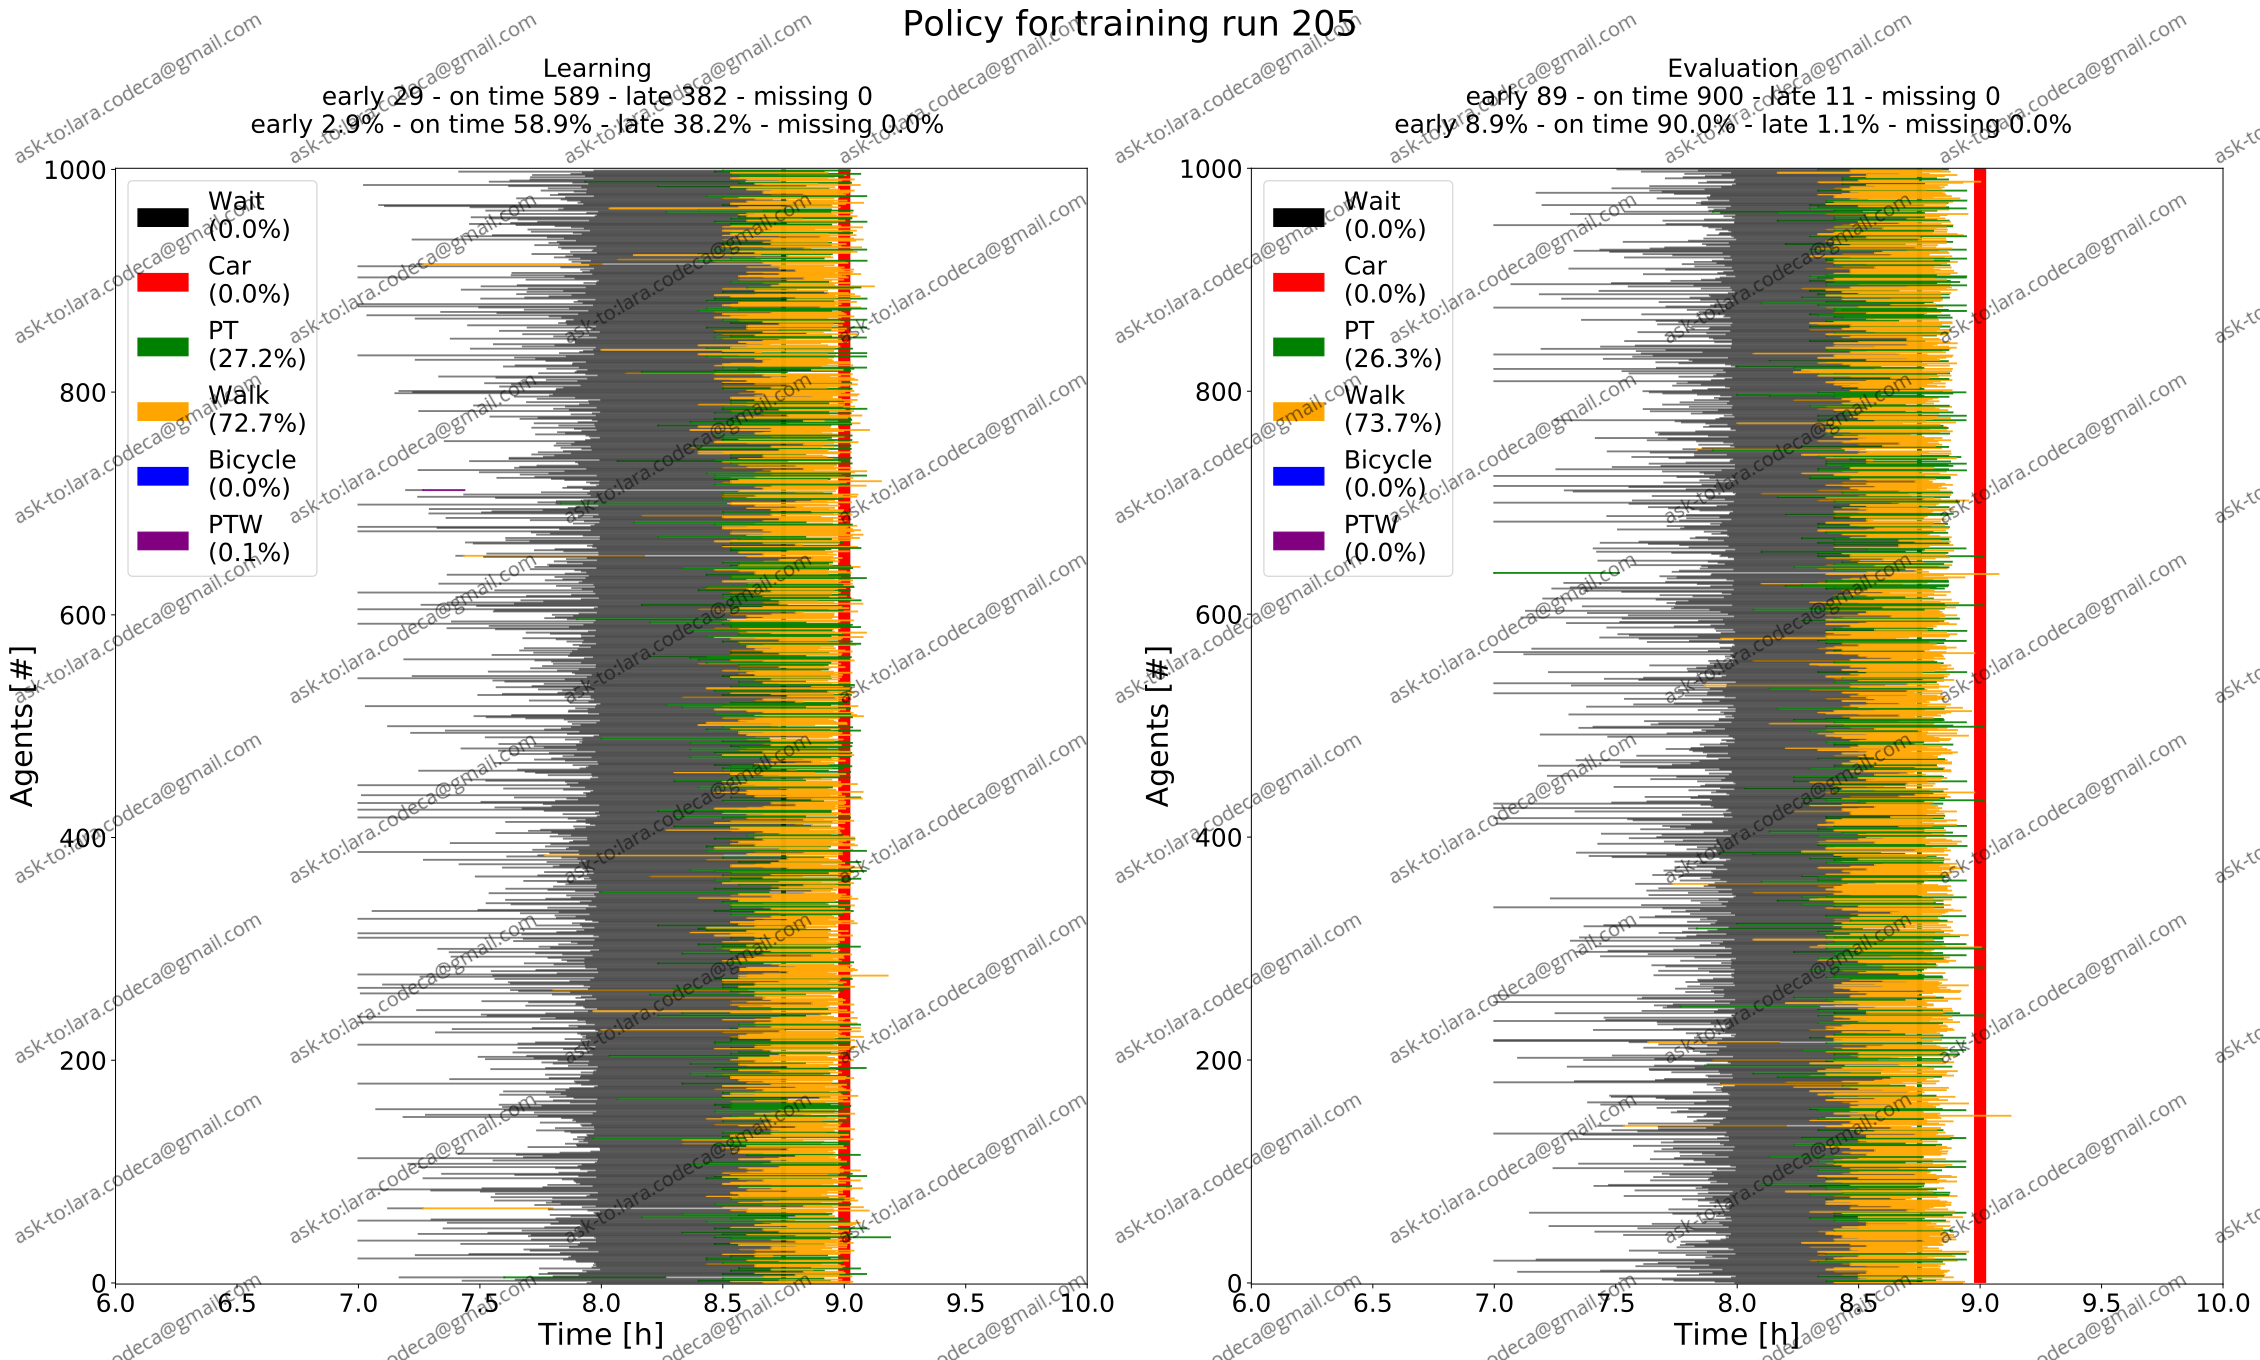 Policy for training run 205
Learning
early 29 - on time 589 - late 382 - missing 0
early 2.9% - on time 58.9% - late 38.2% - missing 0.0%
1000
800
600
400
200
0
Agents [#]
Wait
(0.0%)
Car
(0.0%)
PT
(27.2%)
Walk
(72.7%)
Bicycle
(0.0%)
PTW
(0.1%)
6.0 6.5 7.0 7.5 8.0 8.5 9.0 9.5 10.0
Time [h]
Evaluation
early 89 - on time 900 - late 11 - missing 0
early 8.9% - on time 90.0% - late 1.1% - missing 0.0%
1000
800
600
400
200
0
Agents [#]
Wait
(0.0%)
Car
(0.0%)
PT
(26.3%)
Walk
(73.7%)
Bicycle
(0.0%)
PTW
(0.0%)
6.0 6.5 7.0 7.5 8.0 8.5 9.0 9.5 10.0
Time [h]
ask-to:lara.codeca@gmail.com